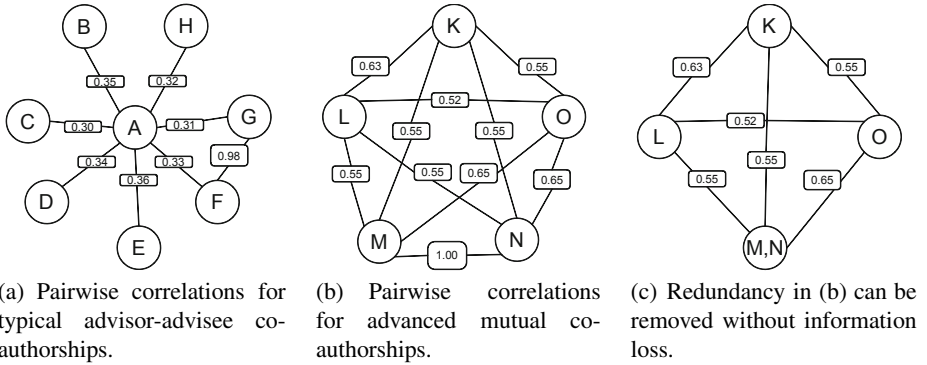 B
H
0.35
0.32
C
0.30
A
0.31
G
0.34
0.33
0.98
0.36
D
F
E
K
0.63
0.55
L
0.52
O
0.55
0.55
0.55
0.55
0.65
0.65
M
1.00
N
K
0.63
0.55
L
0.52
O
0.55
0.55
0.65
M,N
(a) Pairwise correlations for
typical advisor-advisee co-
authorships.
(b) Pairwise correlations
for advanced mutual co-
authorships.
(c) Redundancy in (b) can be
removed without information
loss.